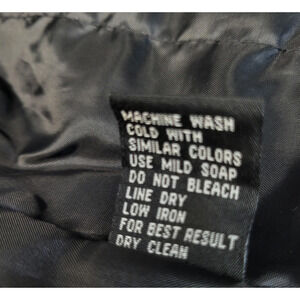 MACHINE WASH
COLD WITH
SIMILAR COLORS
USE MILD SOAP
DO NOT BLEACH
LINE DRY
LOW IRON
FOR BEST RESULT
DRY CLEAN